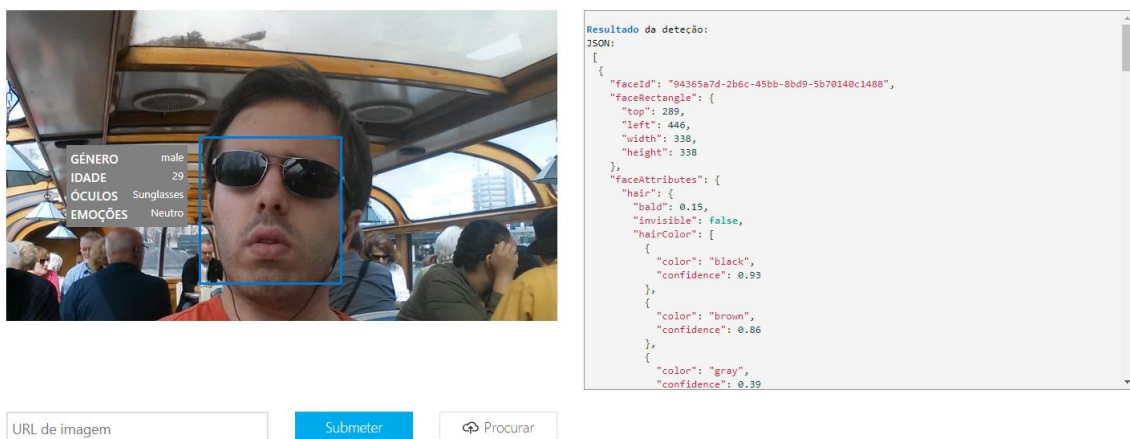 GÉNERO male
IDADE 29
ÓCULOS Sunglasses
EMOÇÕES Neutro
Resultado da deteção:
JSON:
[
{
"faceId": "94365a7d-2b6c-45bb-8bd9-5b70140c1488",
"faceRectangle": {
"top": 289,
"left": 446,
"width": 338,
"height": 338
},
"faceAttributes": {
"hair": {
"bald": 0.15,
"invisible": false,
"hairColor": [
{
"color": "black",
"confidence": 0.93
},
{
"color": "brown",
"confidence": 0.86
},
{
"color": "gray",
"confidence": 0.39
URL de imagem
Submeter
Procurar